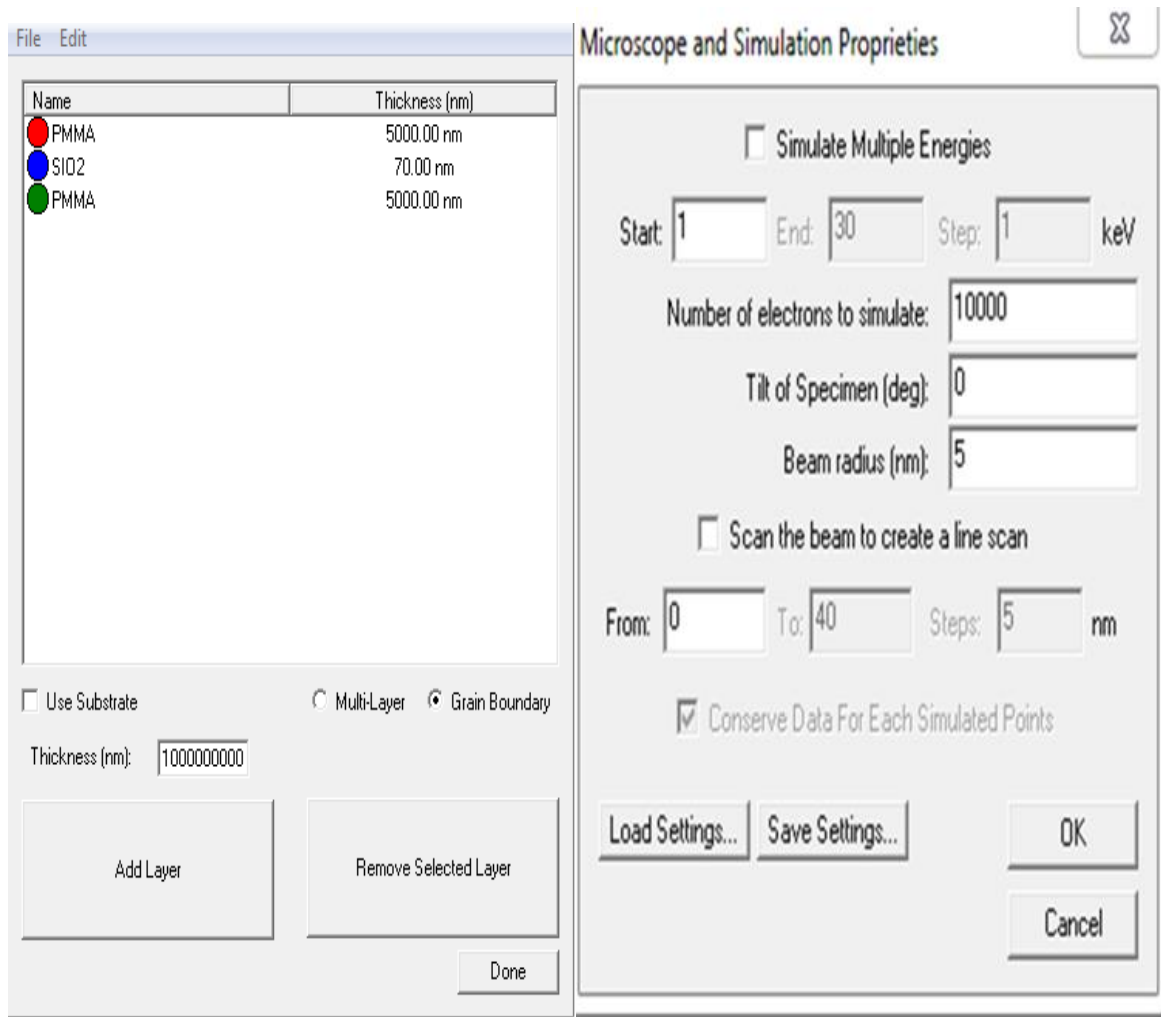 File Edit
Name Thickness (nm)
PMMA 5000.00 nm
SIO2 70.00 nm
PMMA 5000.00 nm
Use Substrate Multi-Layer Grain Boundary
Thickness (nm): 1000000000
Add Layer Remove Selected Layer
Done
Microscope and Simulation Proprieties
Simulate Multiple Energies
Start: 1 End: 30 Step: 1 keV
Number of electrons to simulate: 10000
Tilt of Specimen (deg): 0
Beam radius (nm): 5
Scan the beam to create a line scan
From: 0 To: 40 Steps: 5 nm
Conserve Data For Each Simulated Points
Load Settings... Save Settings... OK
Cancel